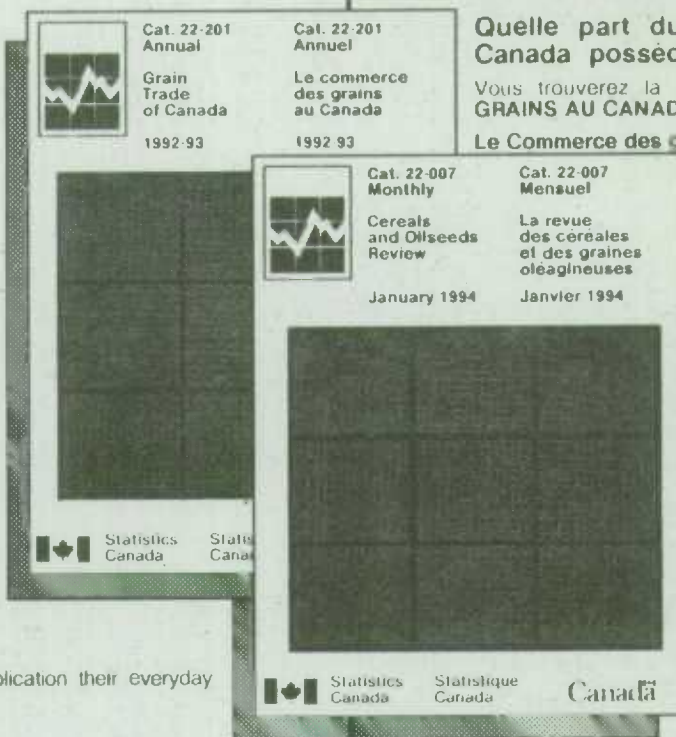 Quelle part du
Canada posséd
Vous trouverez la
GRAINS AU CANAD
Le Commerce des g
Cat. 22-201
Annual
Grain
Trade
of Canada
1992-93
Cat. 22-201
Annuel
Le commerce
des grains
au Canada
1992 93
Statistics
Canada
Statis
Cana
Cat. 22-007
Monthly
Cereals
and Oilseeds
Review
January 1994
Cat. 22-007
Mensuel
La revue
des céréales
et des graines
oléagineuses
Janvier 1994
Statistics
Canada
Statistique
Canada
Canada
plication their everyday